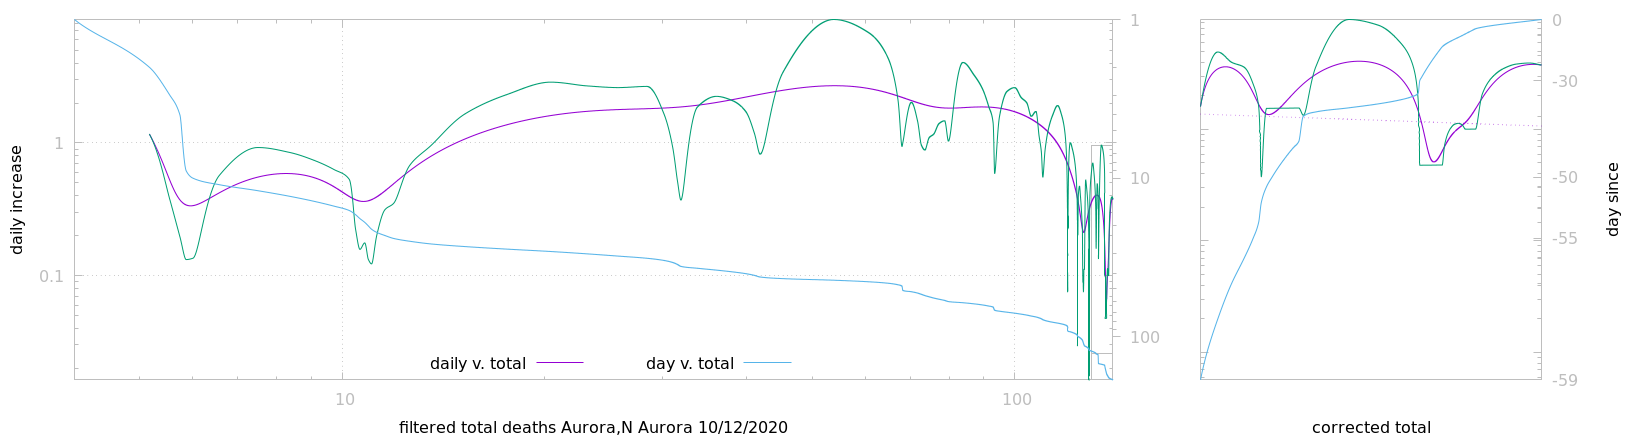 1
0
daily increase
1
-30
10
-50
day since
-55
0.1
100
daily v. total
day v. total
-59
10
100
filtered total deaths Aurora,N Aurora 10/12/2020
corrected total